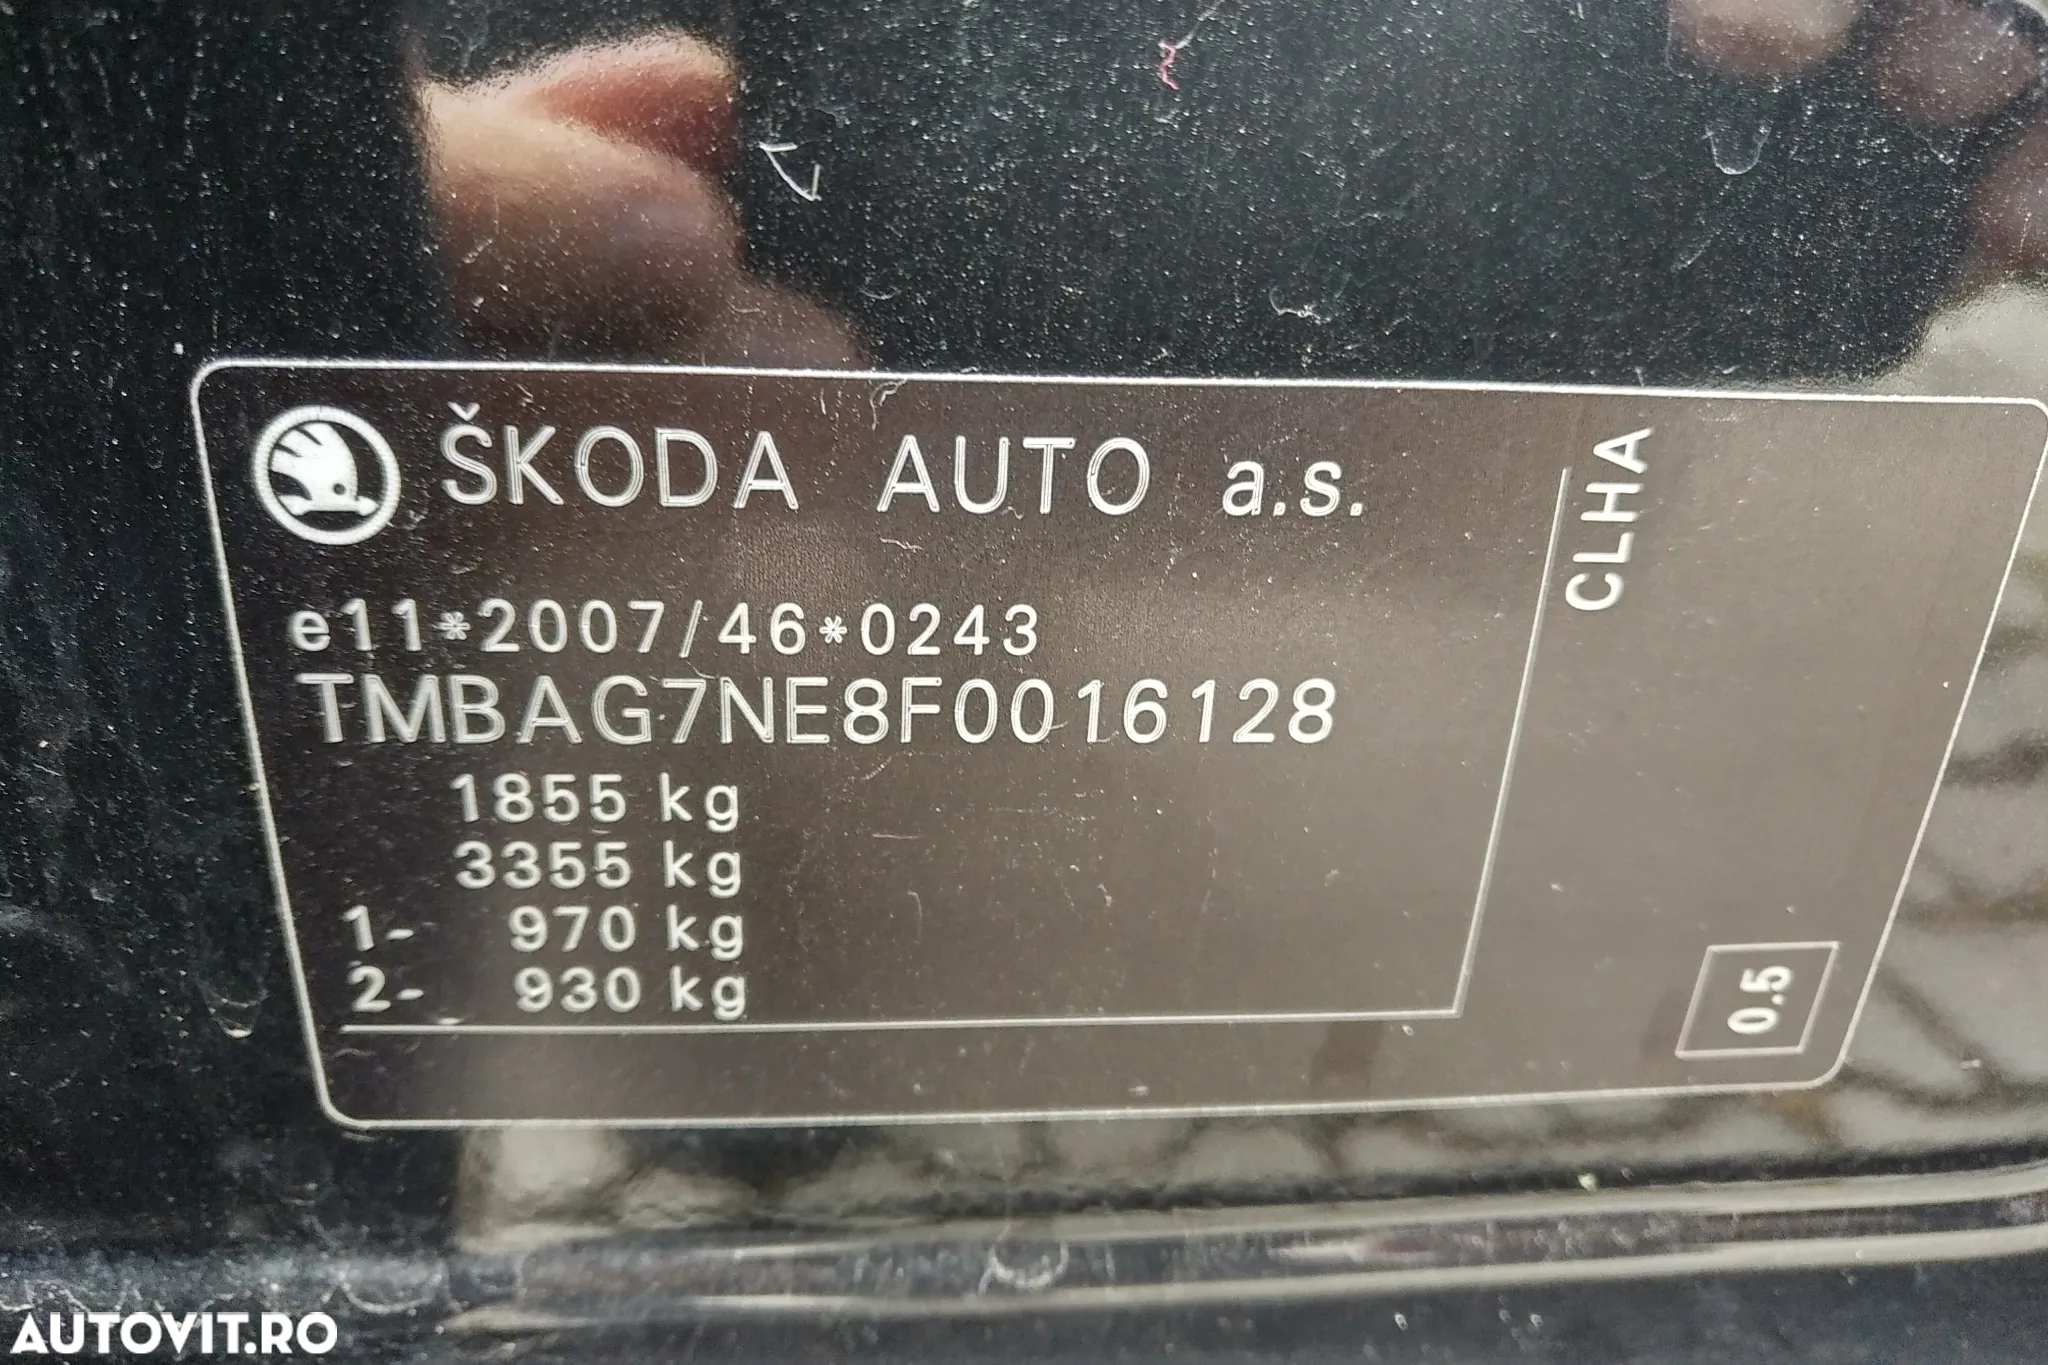 ŠKODA AUTO a.s.
e11*2007/46*0243
TMBAG7NE8F0016128
1855 kg
3355 kg
1- 970 kg
2- 930 kg
CLHA
0.5
AUTOVIT.RO